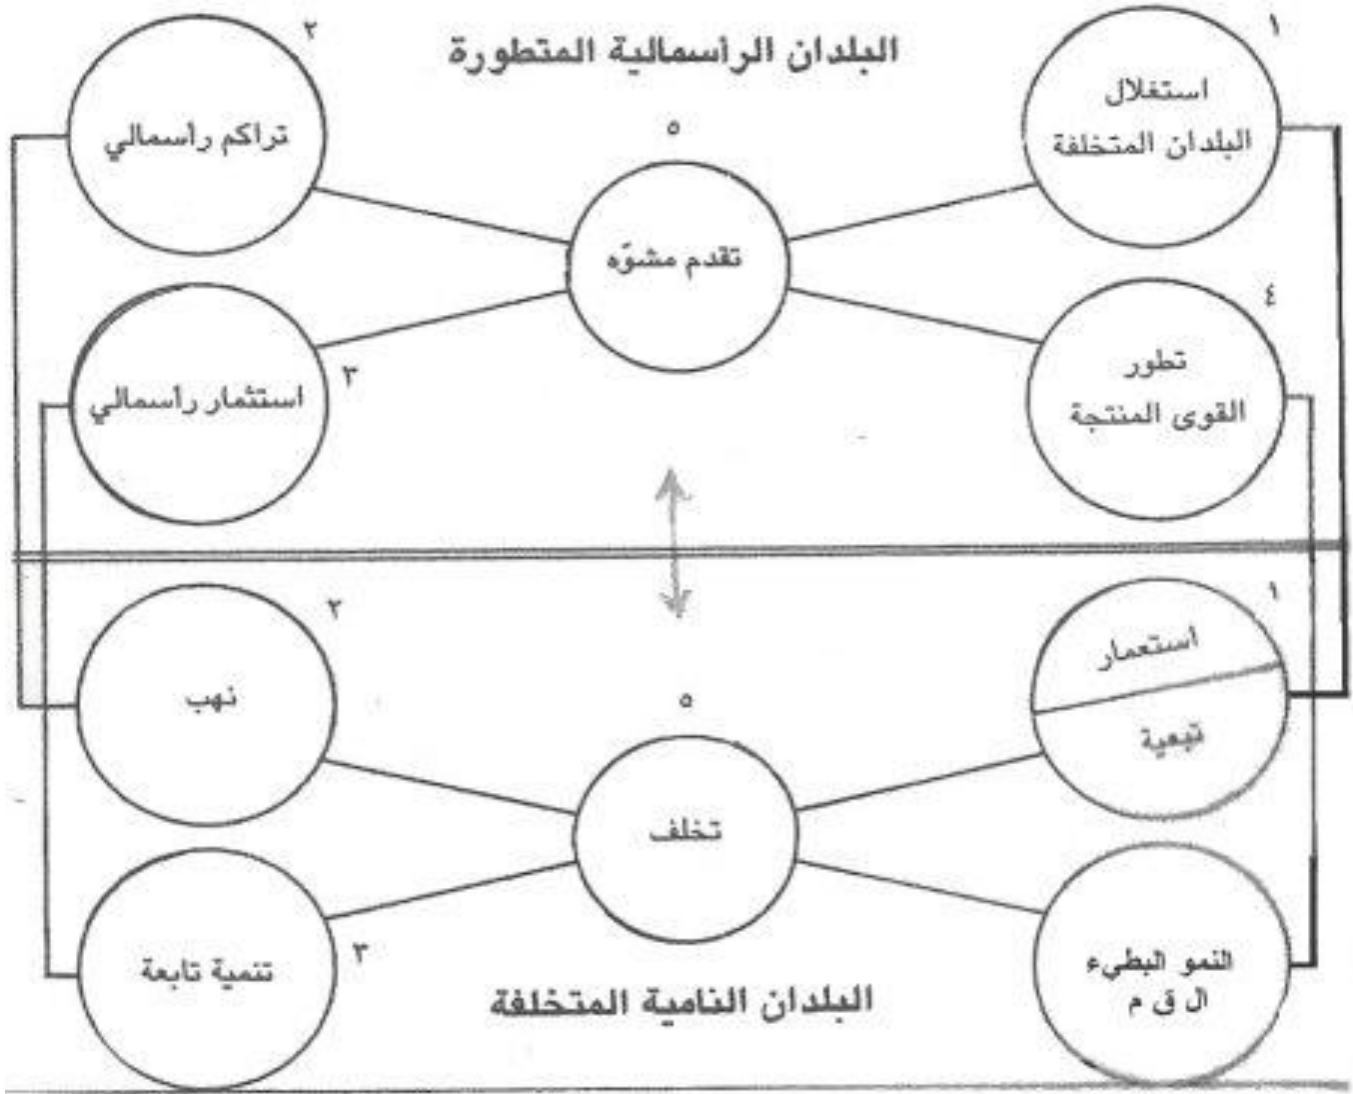 البلدان الرأسمالية المتطورة
١
استغلال
البلدان المتخلفة
٢
تراكم رأسمالي
٥
تقدم مشوّه
٣
استثمار رأسمالي
٤
تطور
القوى المنتجة
١
استعمار
تبعية
٢
نهب
٥
تخلف
٣
تنمية تابعة
النمو البطيء
ال ق م
البلدان النامية المتخلفة